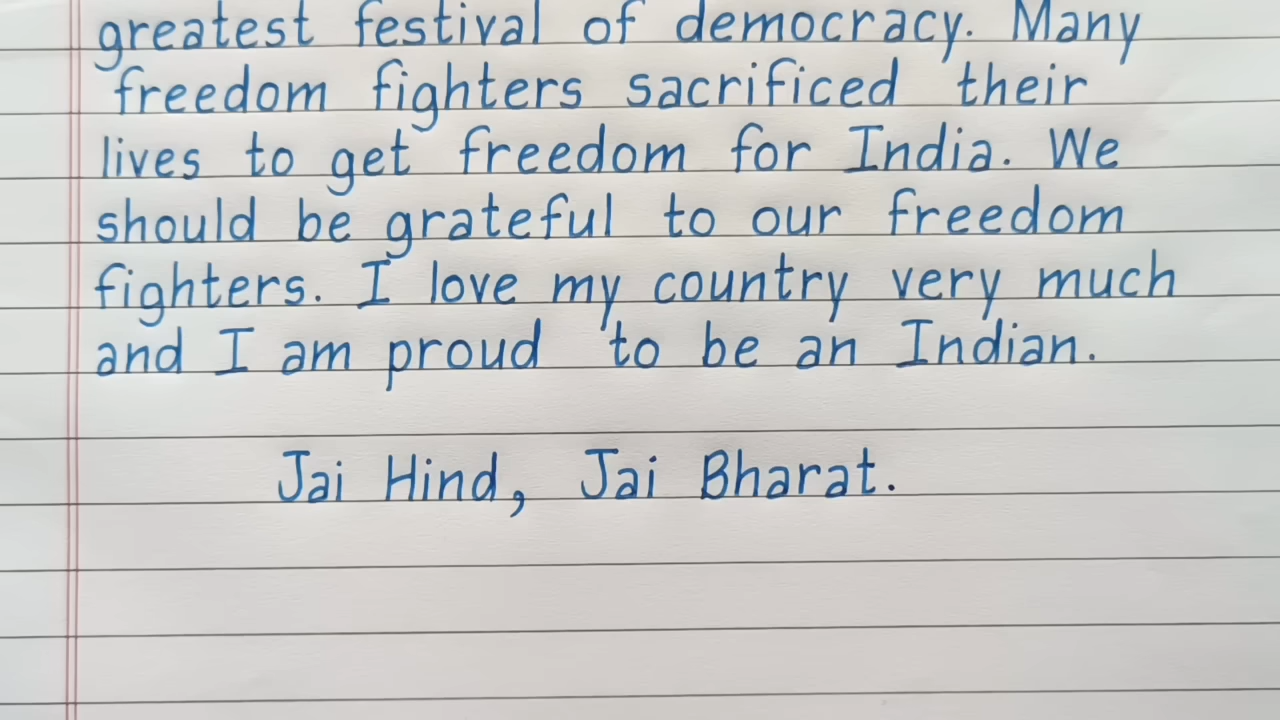 greatest festival of democracy. Many
freedom fighters sacrificed their
lives to get freedom for India. We
should be grateful to our freedom
fighters. I love my country very much
and I am proud to be an Indian.
Jai Hind, Jai Bharat.